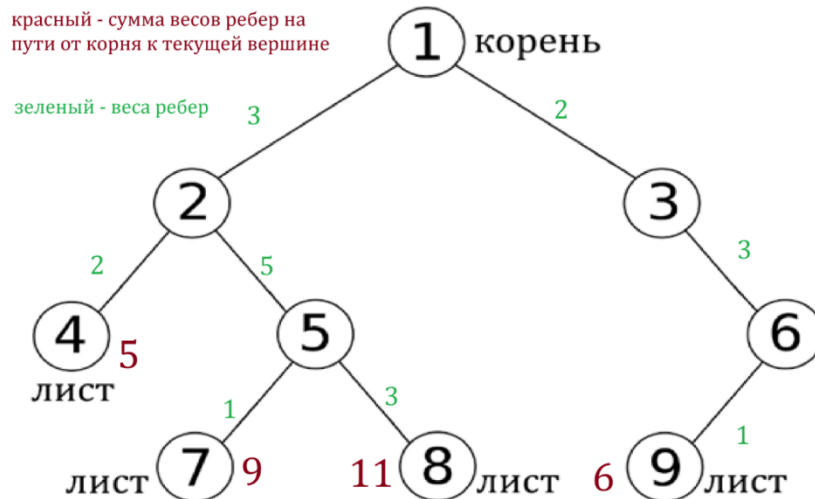 красный - сумма весов ребер на
пути от корня к текущей вершине
1 корень
зеленый - веса ребер
3 2
2 3
2 5 3
4 5 5 6
лист
1 3 1
лист 7 9 11 8 лист 6 9 лист